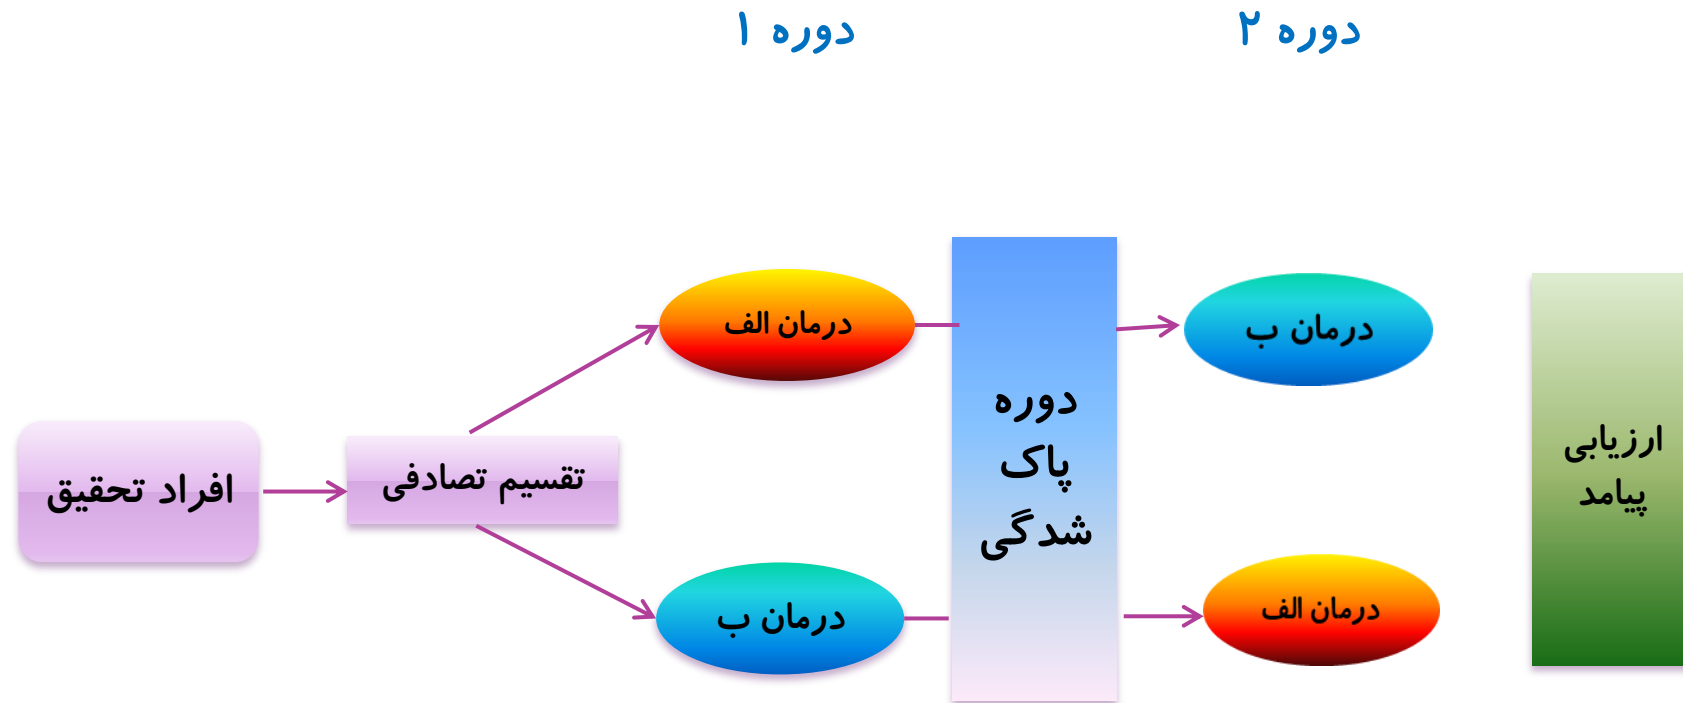 دوره ۱
دوره ۲
افراد تحقیق
تقسیم تصادفی
درمان الف
درمان ب
دوره
پاک
شدگی
درمان ب
درمان الف
ارزیابی
پیامد